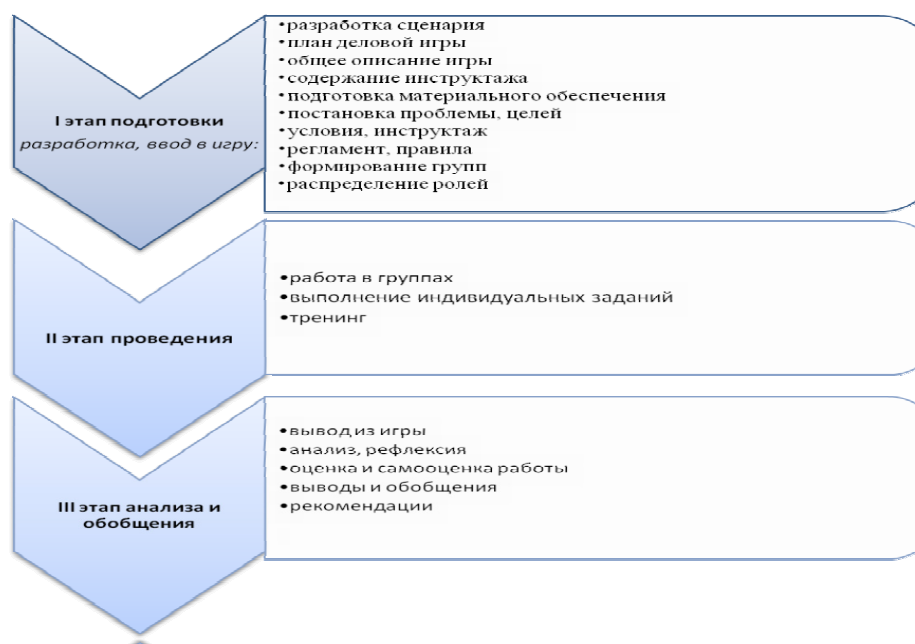 I этап подготовки
разработка, ввод в игру:
•разработка сценария
•план деловой игры
•общее описание игры
•содержание инструктажа
•подготовка материального обеспечения
•постановка проблемы, целей
•условия, инструктаж
•регламент, правила
•формирование групп
•распределение ролей
II этап проведения
•работа в группах
•выполнение индивидуальных заданий
•тренинг
III этап анализа и
обобщения
•вывод из игры
•анализ, рефлексия
•оценка и самооценка работы
•выводы и обобщения
•рекомендации